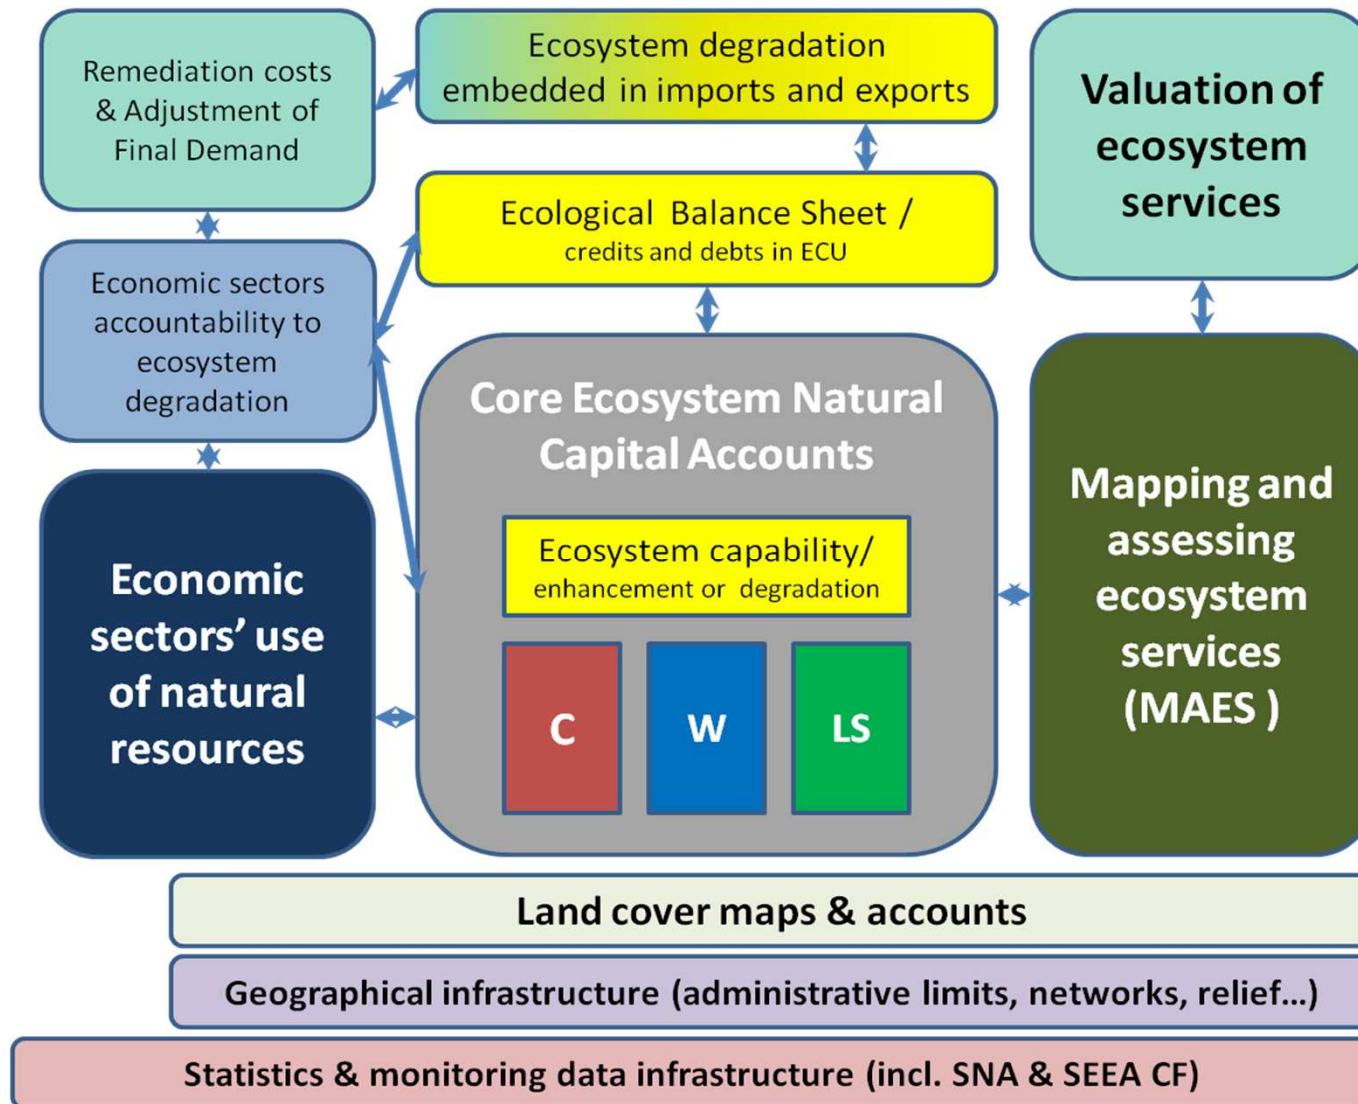 Remediation costs
& Adjustment of
Final Demand
Ecosystem degradation
embedded in imports and exports
Valuation of
ecosystem
services
Ecological Balance Sheet /
credits and debts in ECU
Economic sectors
accountability to
ecosystem
degradation
Core Ecosystem Natural
Capital Accounts
Ecosystem capability/
enhancement or degradation
C
W
LS
Economic
sectors’ use
of natural
resources
Mapping and
assessing
ecosystem
services
(MAES )
Land cover maps & accounts
Geographical infrastructure (administrative limits, networks, relief…)
Statistics & monitoring data infrastructure (incl. SNA & SEEA CF)